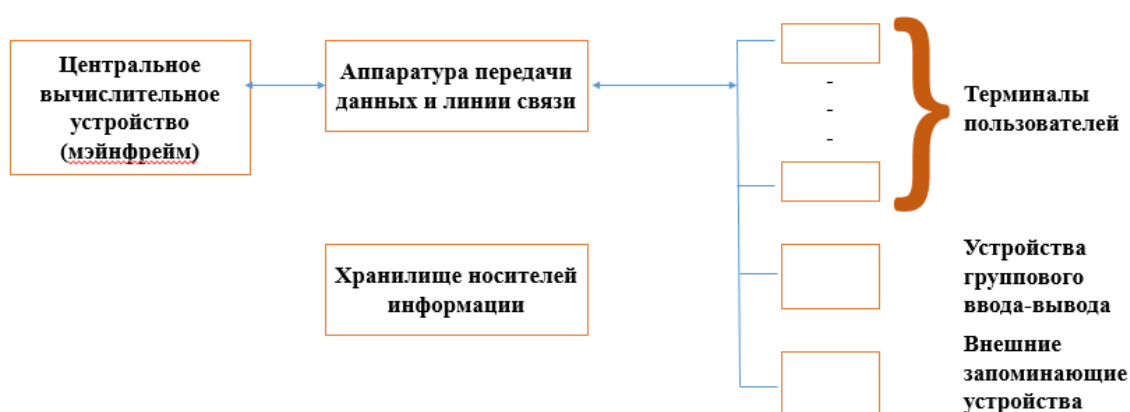 Центральное
вычислительное
устройство
(мэйнфрейм)
Аппаратура передачи
данных и линии связи
-
-
-
Терминалы
пользователей
Хранилище носителей
информации
Устройства
группового
ввода-вывода
Внешние
запоминающие
устройства